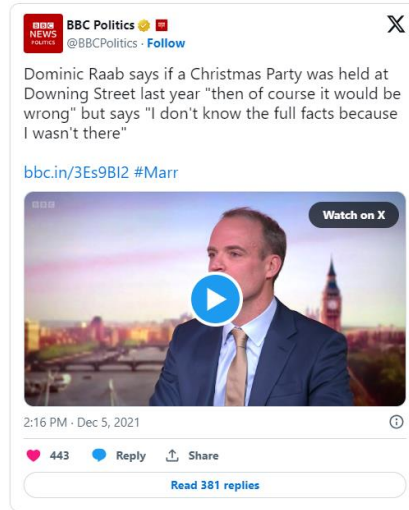 BBC
NEWS
POLITICS
BBC Politics
@BBCPolitics · Follow
X
Dominic Raab says if a Christmas Party was held at
Downing Street last year "then of course it would be
wrong" but says "I don't know the full facts because
I wasn't there"
bbc.in/3Es9BI2 #Marr
BBC
Watch on X
2:16 PM · Dec 5, 2021
443 Reply Share
Read 381 replies